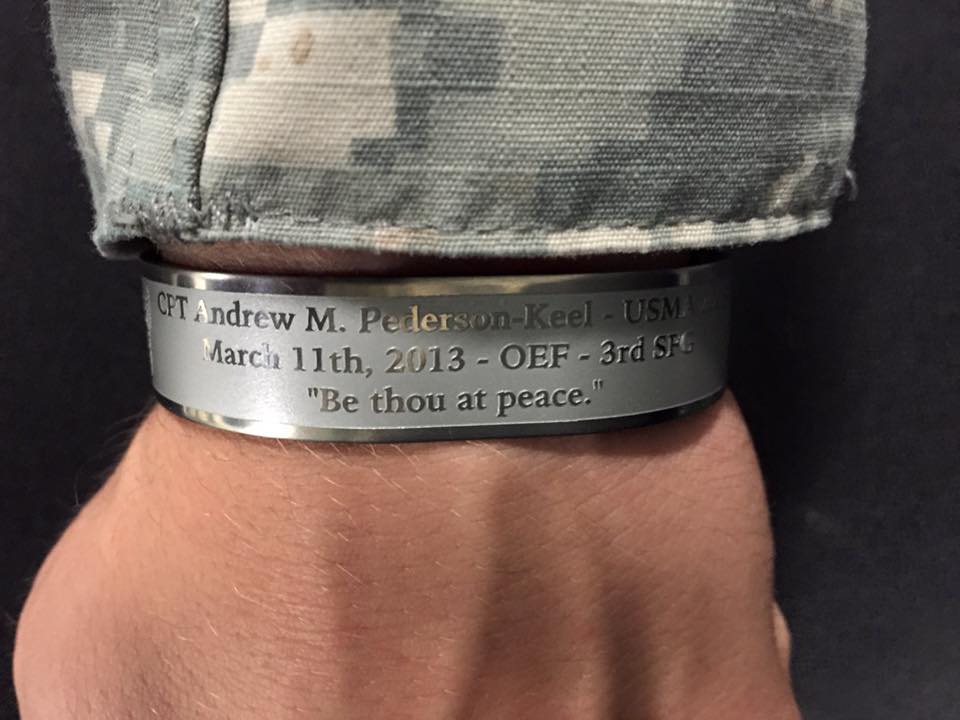 CPT Andrew M. Pederson-Keel - USMA
March 11th, 2013 - OEF - 3rd SFG
"Be thou at peace."